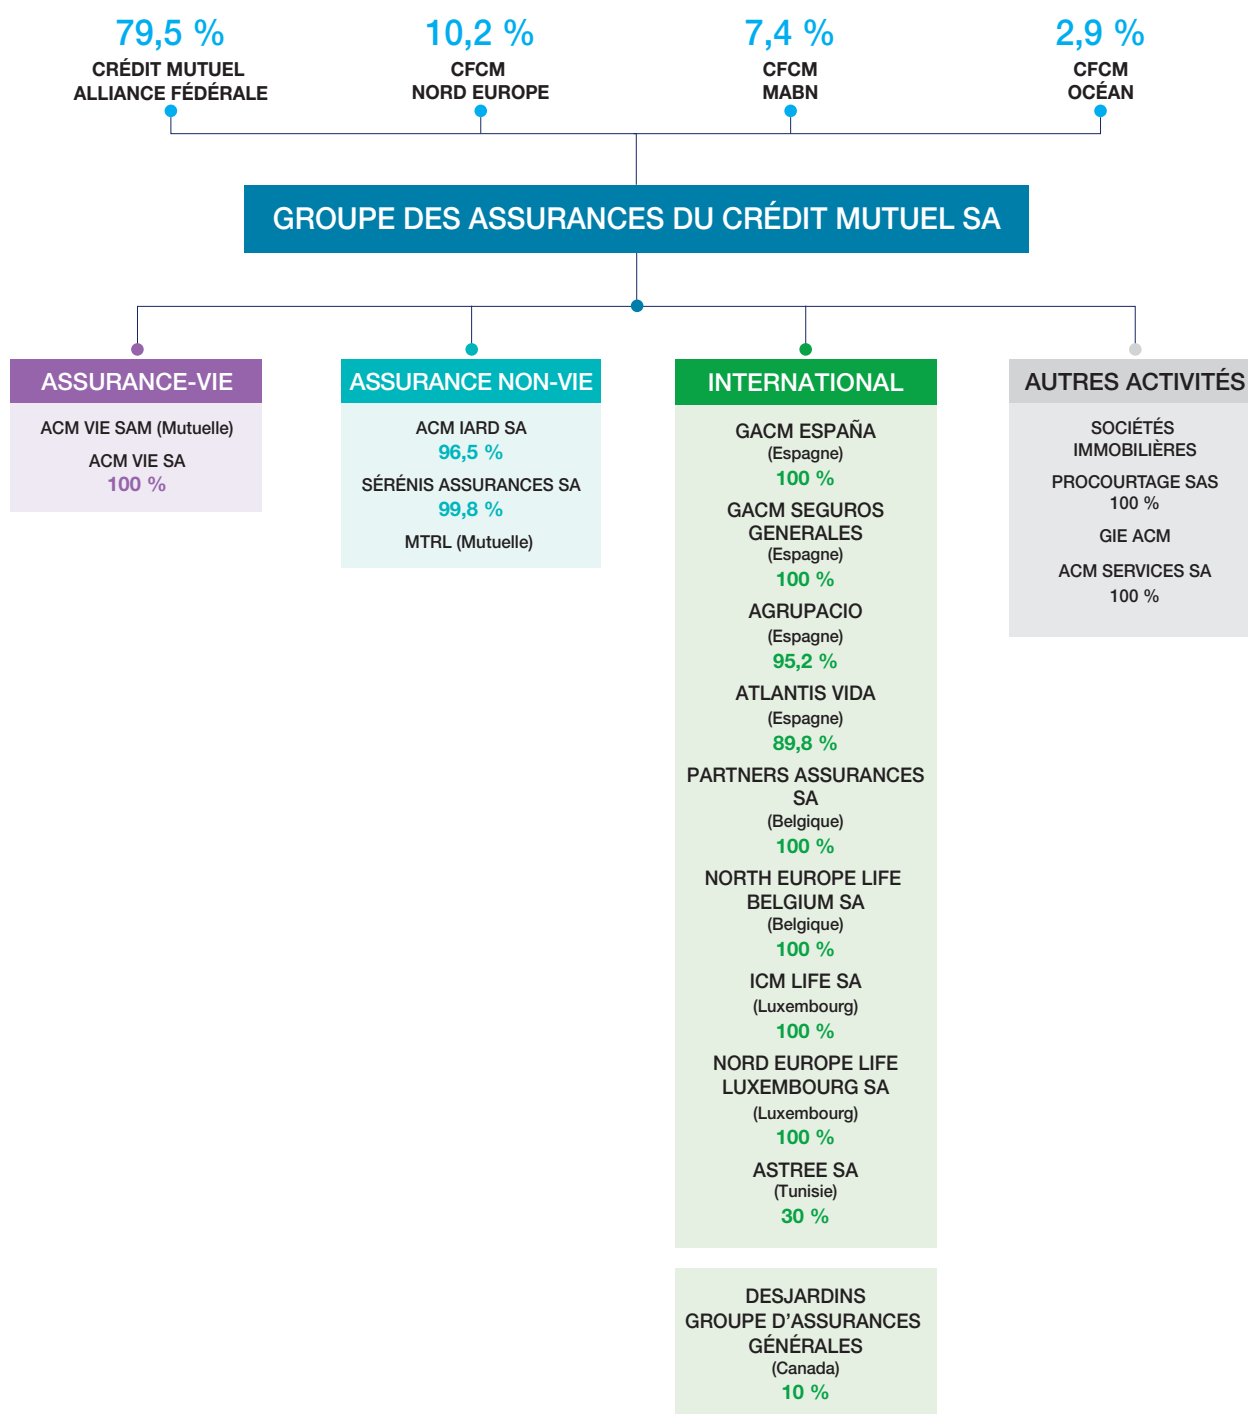 79,5 %
CRÉDIT MUTUEL
ALLIANCE FÉDÉRALE
10,2 %
CFCM
NORD EUROPE
7,4 %
CFCM
MABN
2,9 %
CFCM
OCÉAN
GROUPE DES ASSURANCES DU CRÉDIT MUTUEL SA
ASSURANCE-VIE
ACM VIE SAM (Mutuelle)
ACM VIE SA
100 %
ASSURANCE NON-VIE
ACM IARD SA
96,5 %
SÉRÉNIS ASSURANCES SA
99,8 %
MTRL (Mutuelle)
INTERNATIONAL
GACM ESPAÑA
(Espagne)
100 %
GACM SEGUROS
GENERALES
(Espagne)
100 %
AGRUPACIO
(Espagne)
95,2 %
ATLANTIS VIDA
(Espagne)
89,8 %
PARTNERS ASSURANCES
SA
(Belgique)
100 %
NORTH EUROPE LIFE
BELGIUM SA
(Belgique)
100 %
ICM LIFE SA
(Luxembourg)
100 %
NORD EUROPE LIFE
LUXEMBOURG SA
(Luxembourg)
100 %
ASTREE SA
(Tunisie)
30 %
DESJARDINS
GROUPE D'ASSURANCES
GÉNÉRALES
(Canada)
10 %
AUTRES ACTIVITÉS
SOCIÉTÉS
IMMOBILIÈRES
PROCOURTAGE SAS
100 %
GIE ACM
ACM SERVICES SA
100 %